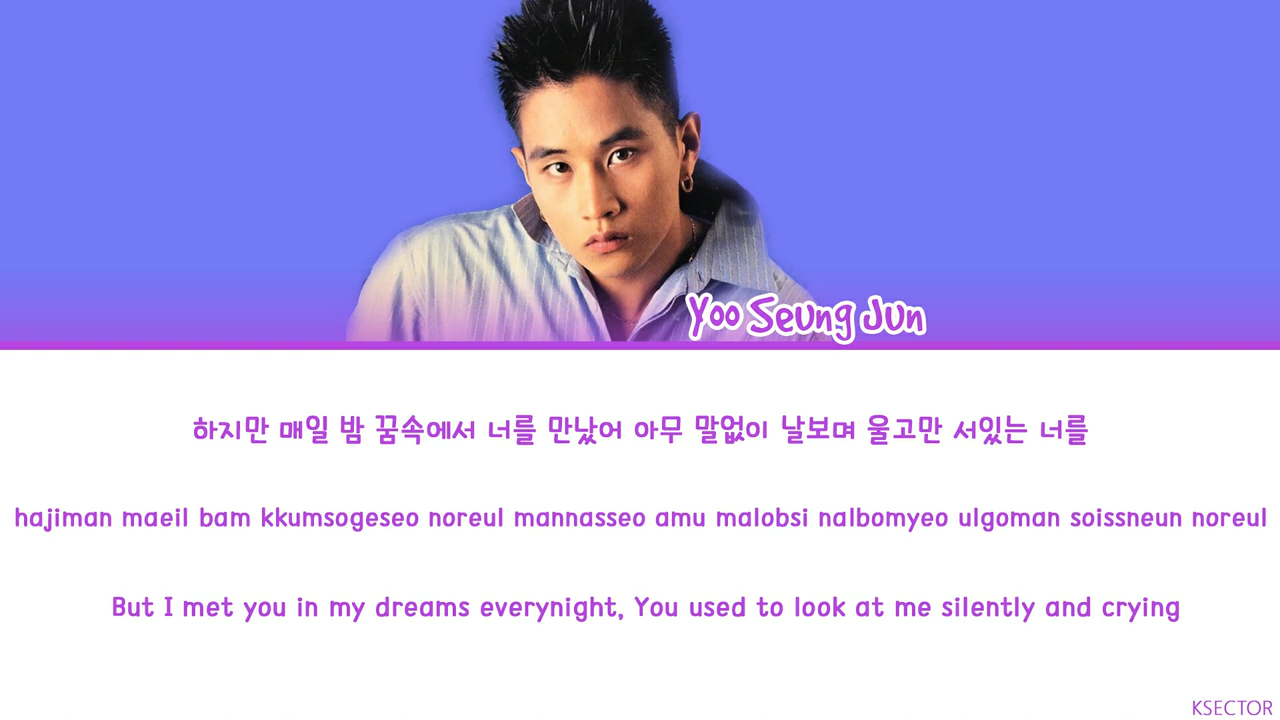 Yoo Seung Jun
하지만 매일 밤 꿈속에서 너를 만났어 아무 말없이 날보며 울고만 서있는 너를
hajiman maeil bam kkumsogeseo noreul mannasseo amu malobsi nalbomyeo ulgoman soissneun noreul
But I met you in my dreams everynight, You used to look at me silently and crying
KSECTOR